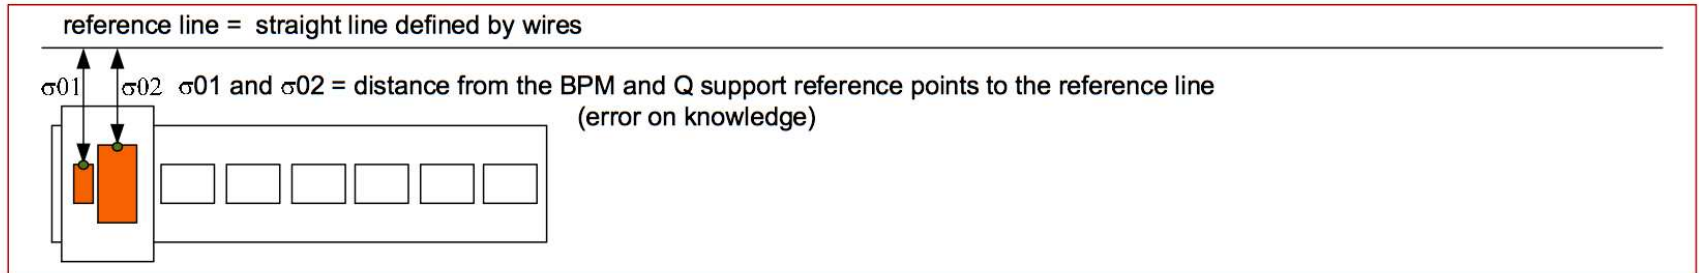 reference line =  straight line defined by wires
σ01 σ02 σ01 and σ02 = distance from the BPM and Q support reference points to the reference line
(error on knowledge)